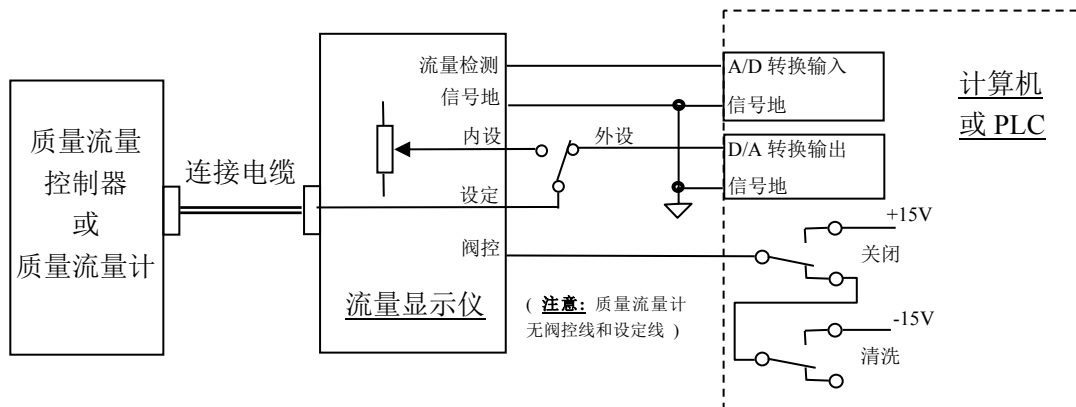 质量流量
控制器
或
质量流量计
连接电缆
流量检测
信号地
内设
设定
阀控
流量显示仪
外设
( 注意: 质量流量计
无阀控线和设定线 )
A/D 转换输入
信号地
D/A 转换输出
信号地
计算机
或 PLC
+15V
关闭
-15V
清洗